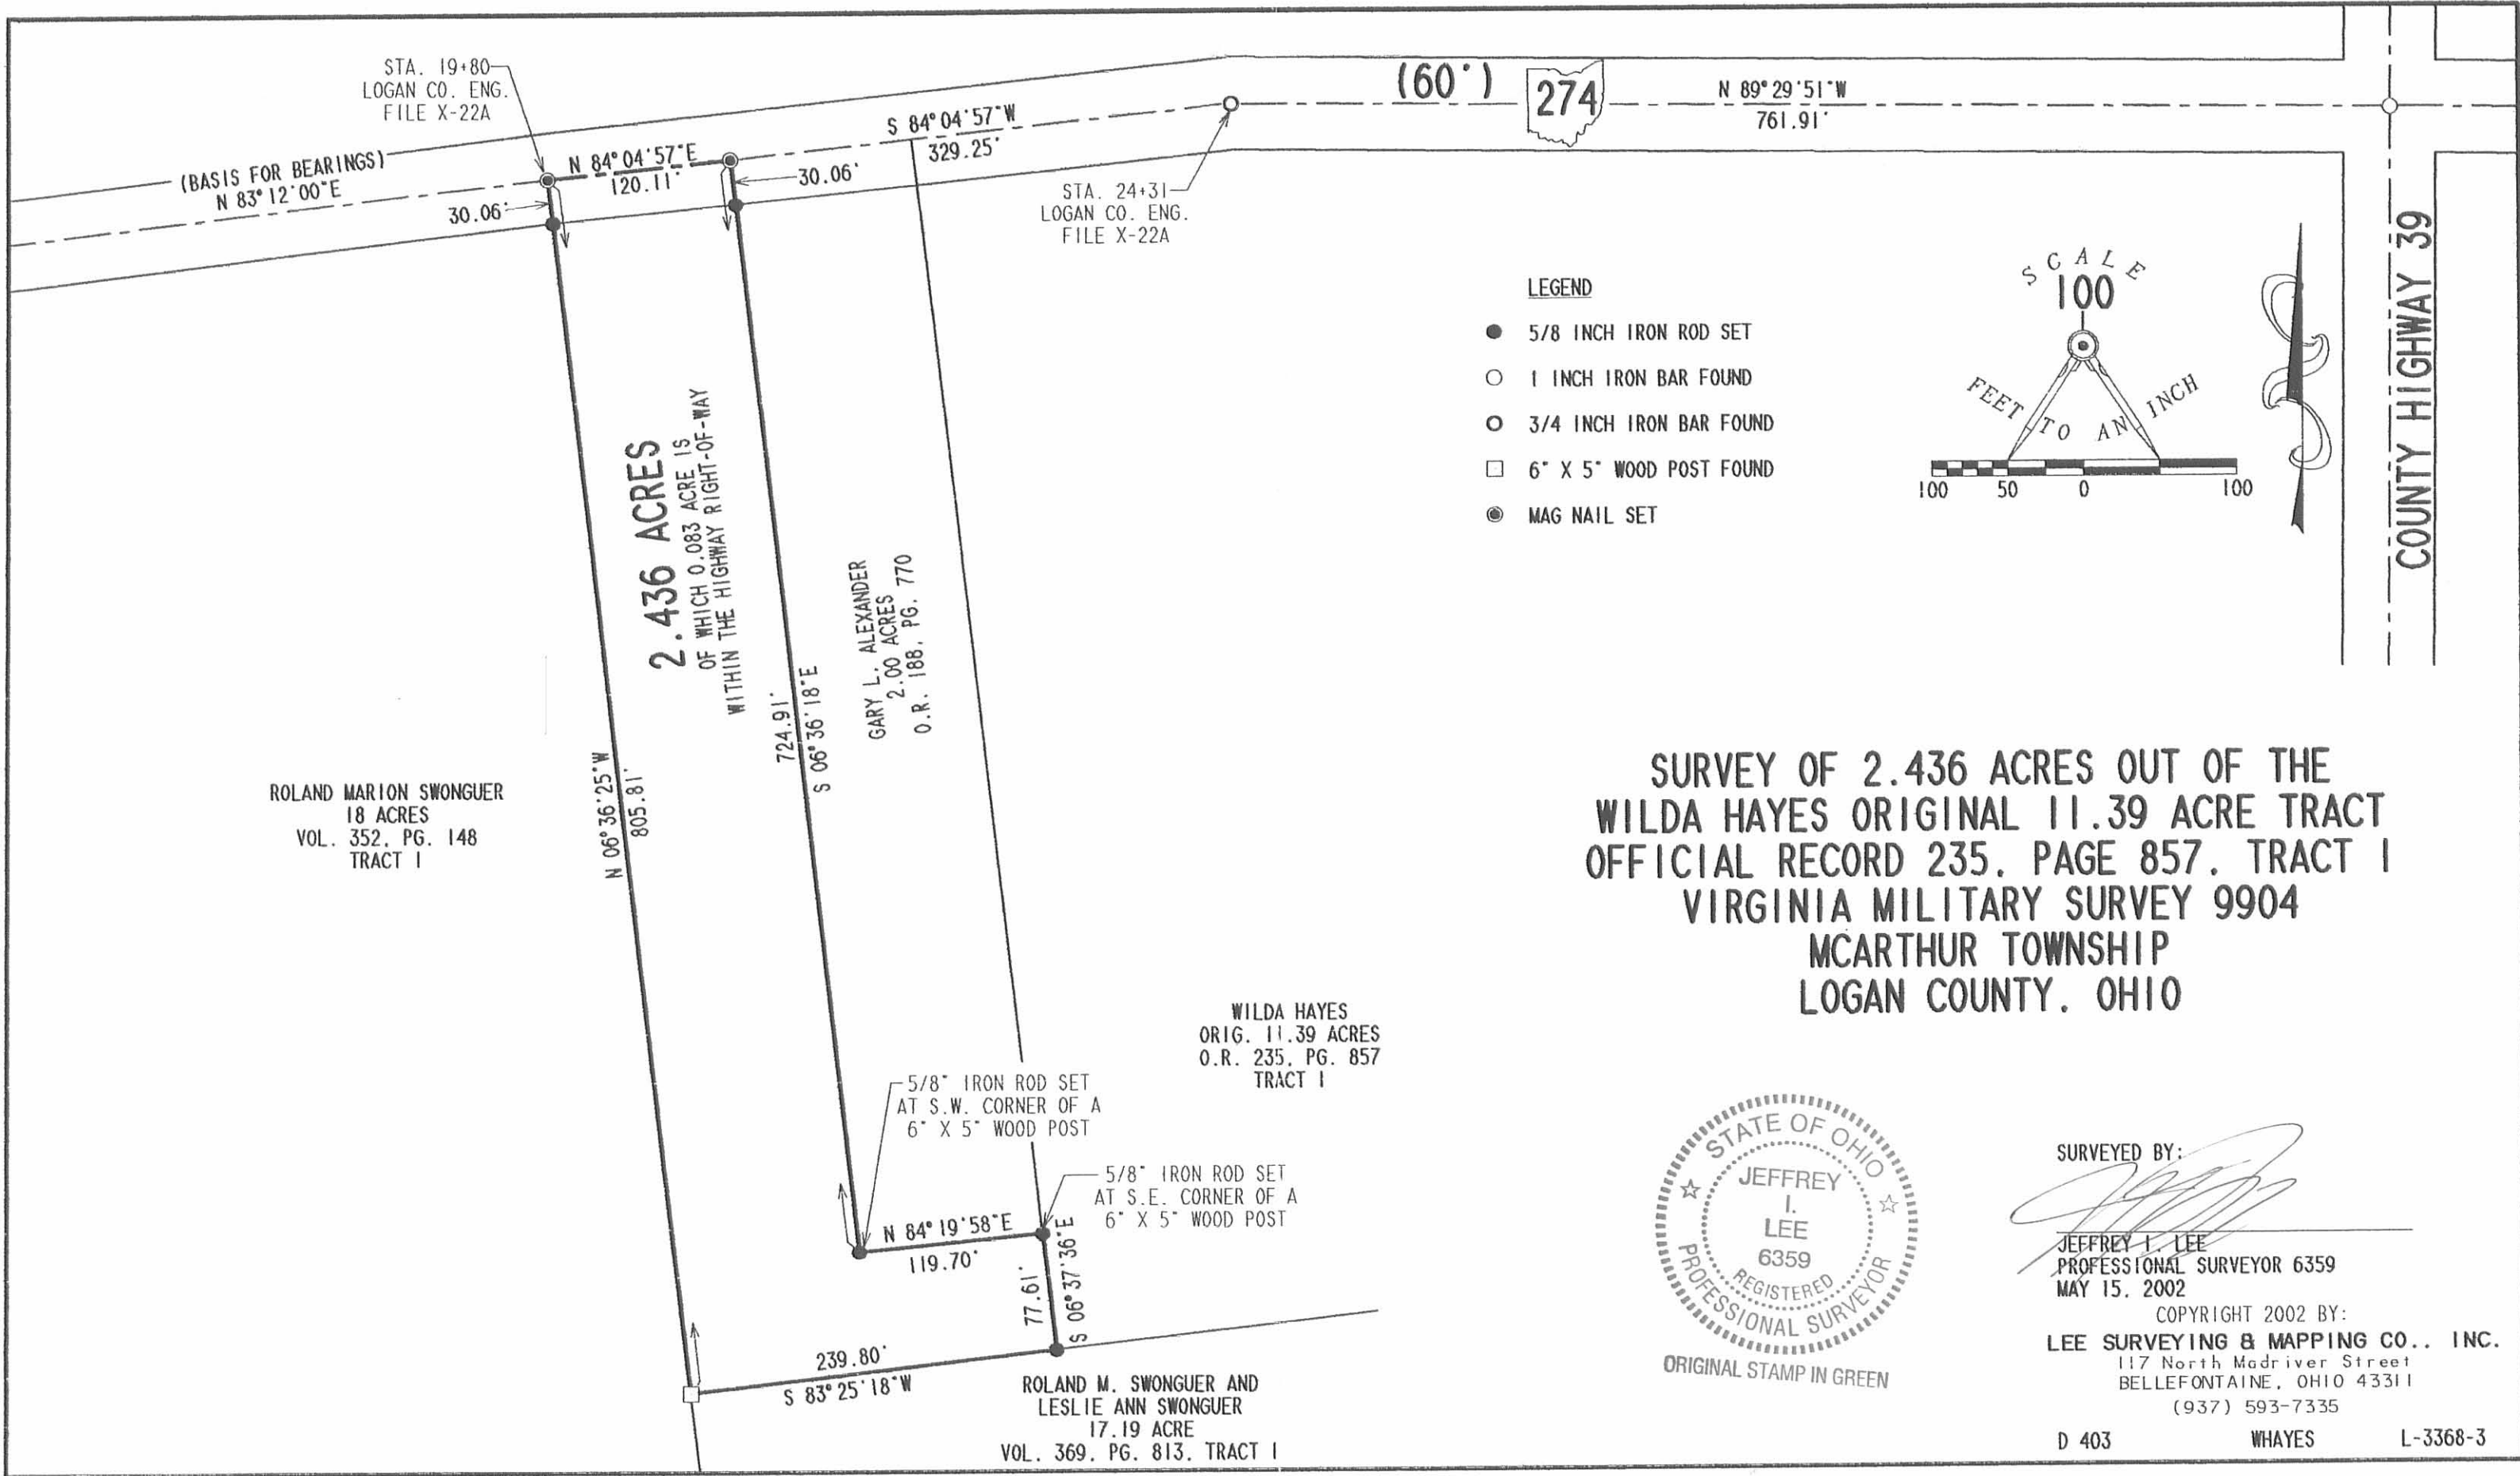 STA. 19+80
LOGAN CO. ENG.
FILE X-22A
(BASIS FOR BEARINGS)
N 83° 12' 00"E
N 84° 04' 57"E
120.11'
30.06'
30.06'
S 84° 04' 57"W
329.25'
STA. 24+31
LOGAN CO. ENG.
FILE X-22A
(60')
274
N 89° 29' 51"W
761.91'
COUNTY HIGHWAY 39
LEGEND
5/8 INCH IRON ROD SET
1 INCH IRON BAR FOUND
3/4 INCH IRON BAR FOUND
6" X 5" WOOD POST FOUND
MAG NAIL SET
SCALE
100
FEET TO AN INCH
100 50 0 100
2.436 ACRES
OF WHICH 0.083 ACRE IS
WITHIN THE HIGHWAY RIGHT-OF-WAY
724.91'
S 06° 36' 18"E
GARY L. ALEXANDER
2.00 ACRES
O.R. 188, PG. 770
N 06° 36' 25"W
805.81'
ROLAND MARION SWONGUER
18 ACRES
VOL. 352, PG. 148
TRACT I
WILDA HAYES
ORIG. 11.39 ACRES
O.R. 235, PG. 857
TRACT I
5/8" IRON ROD SET
AT S.W. CORNER OF A
6" X 5" WOOD POST
5/8" IRON ROD SET
AT S.E. CORNER OF A
6" X 5" WOOD POST
N 84° 19' 58"E
119.70'
77.61'
S 06° 37' 36"E
239.80'
S 83° 25' 18"W
ROLAND M. SWONGUER AND
LESLIE ANN SWONGUER
17.19 ACRE
VOL. 369, PG. 813, TRACT I
SURVEY OF 2.436 ACRES OUT OF THE
WILDA HAYES ORIGINAL 11.39 ACRE TRACT
OFFICIAL RECORD 235, PAGE 857, TRACT I
VIRGINIA MILITARY SURVEY 9904
MCARTHUR TOWNSHIP
LOGAN COUNTY, OHIO
STATE OF OHIO
JEFFREY
I.
LEE
6359
REGISTERED
PROFESSIONAL SURVEYOR
ORIGINAL STAMP IN GREEN
SURVEYED BY:
JEFFREY I. LEE
PROFESSIONAL SURVEYOR 6359
MAY 15, 2002
COPYRIGHT 2002 BY:
LEE SURVEYING & MAPPING CO., INC.
117 North Madriver Street
BELLEFONTAINE, OHIO 43311
(937) 593-7335
D 403 WHAYES L-3368-3